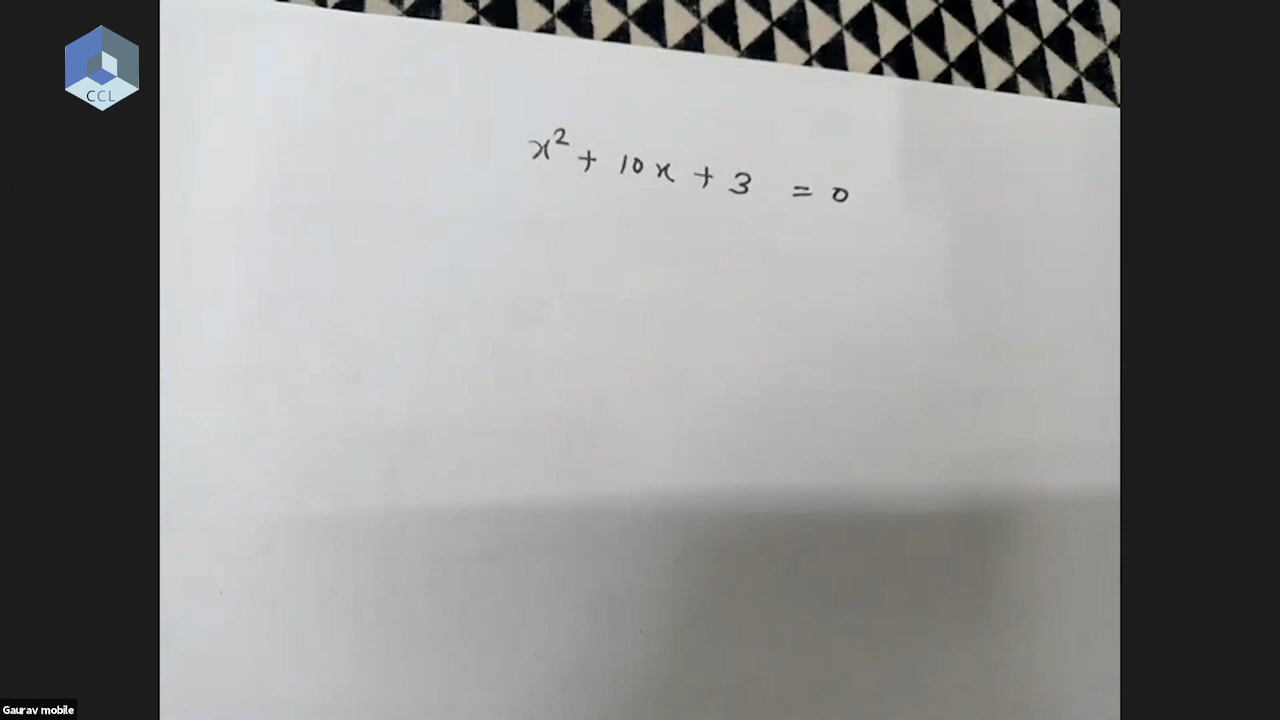 CCL
x² + 10x + 3 = 0
Gaurav mobile